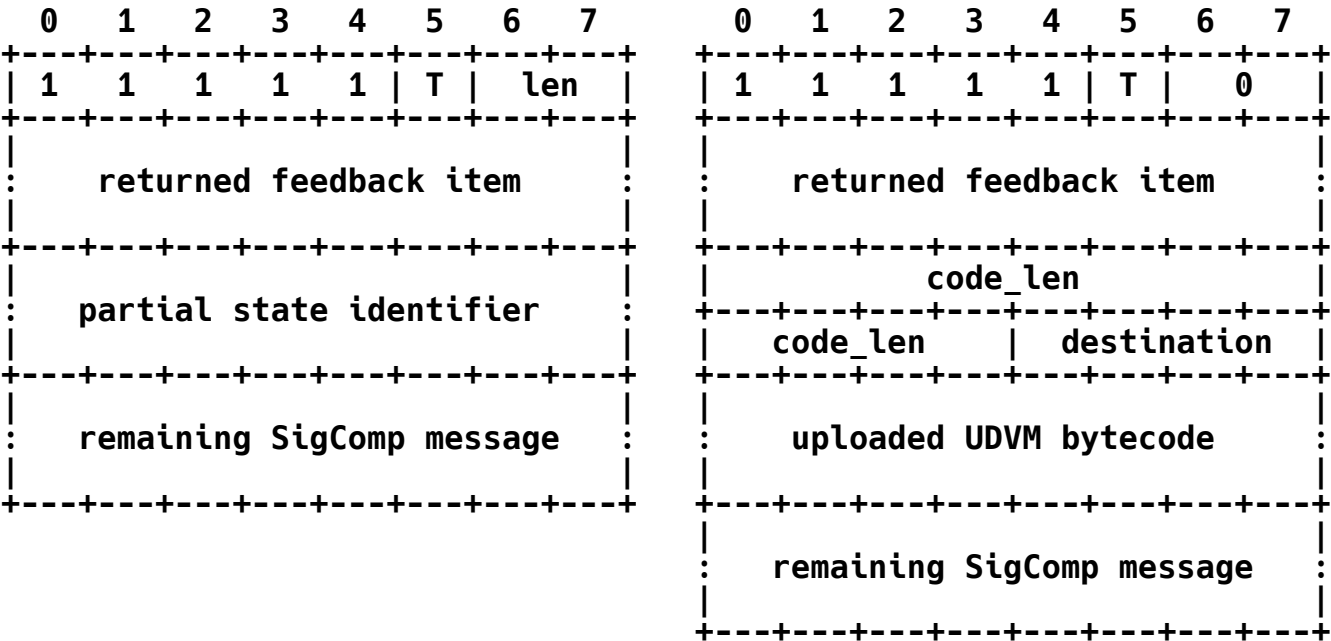 0   1   2   3   4   5   6   7       0   1   2   3   4   5   6   7
+---+---+---+---+---+---+---+---+   +---+---+---+---+---+---+---+---+
| 1   1   1   1   1 | T |  len  |   | 1   1   1   1   1 | T |   0   |
+---+---+---+---+---+---+---+---+   +---+---+---+---+---+---+---+---+
|                               |   |                               |
:    returned feedback item     :   :    returned feedback item     :
|                               |   |                               |
+---+---+---+---+---+---+---+---+   +---+---+---+---+---+---+---+---+
|                               |   |           code_len            |
:   partial state identifier    :   +---+---+---+---+---+---+---+---+
|                               |   |   code_len    |  destination  |
+---+---+---+---+---+---+---+---+   +---+---+---+---+---+---+---+---+
|                               |   |                               |
:   remaining SigComp message   :   :    uploaded UDVM bytecode     :
|                               |   |                               |
+---+---+---+---+---+---+---+---+   +---+---+---+---+---+---+---+---+
                                    |                               |
                                    :   remaining SigComp message   :
                                    |                               |
                                    +---+---+---+---+---+---+---+---+